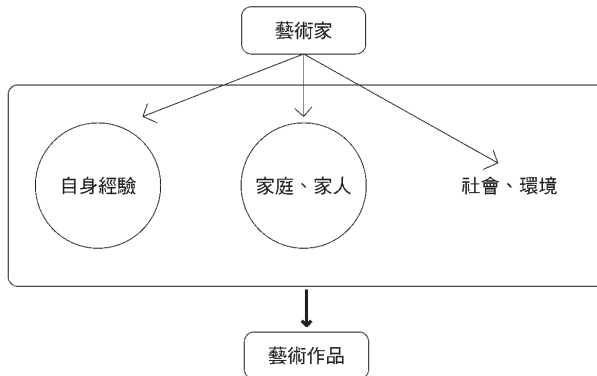 藝術家
自身經驗
家庭、家人
社會、環境
藝術作品